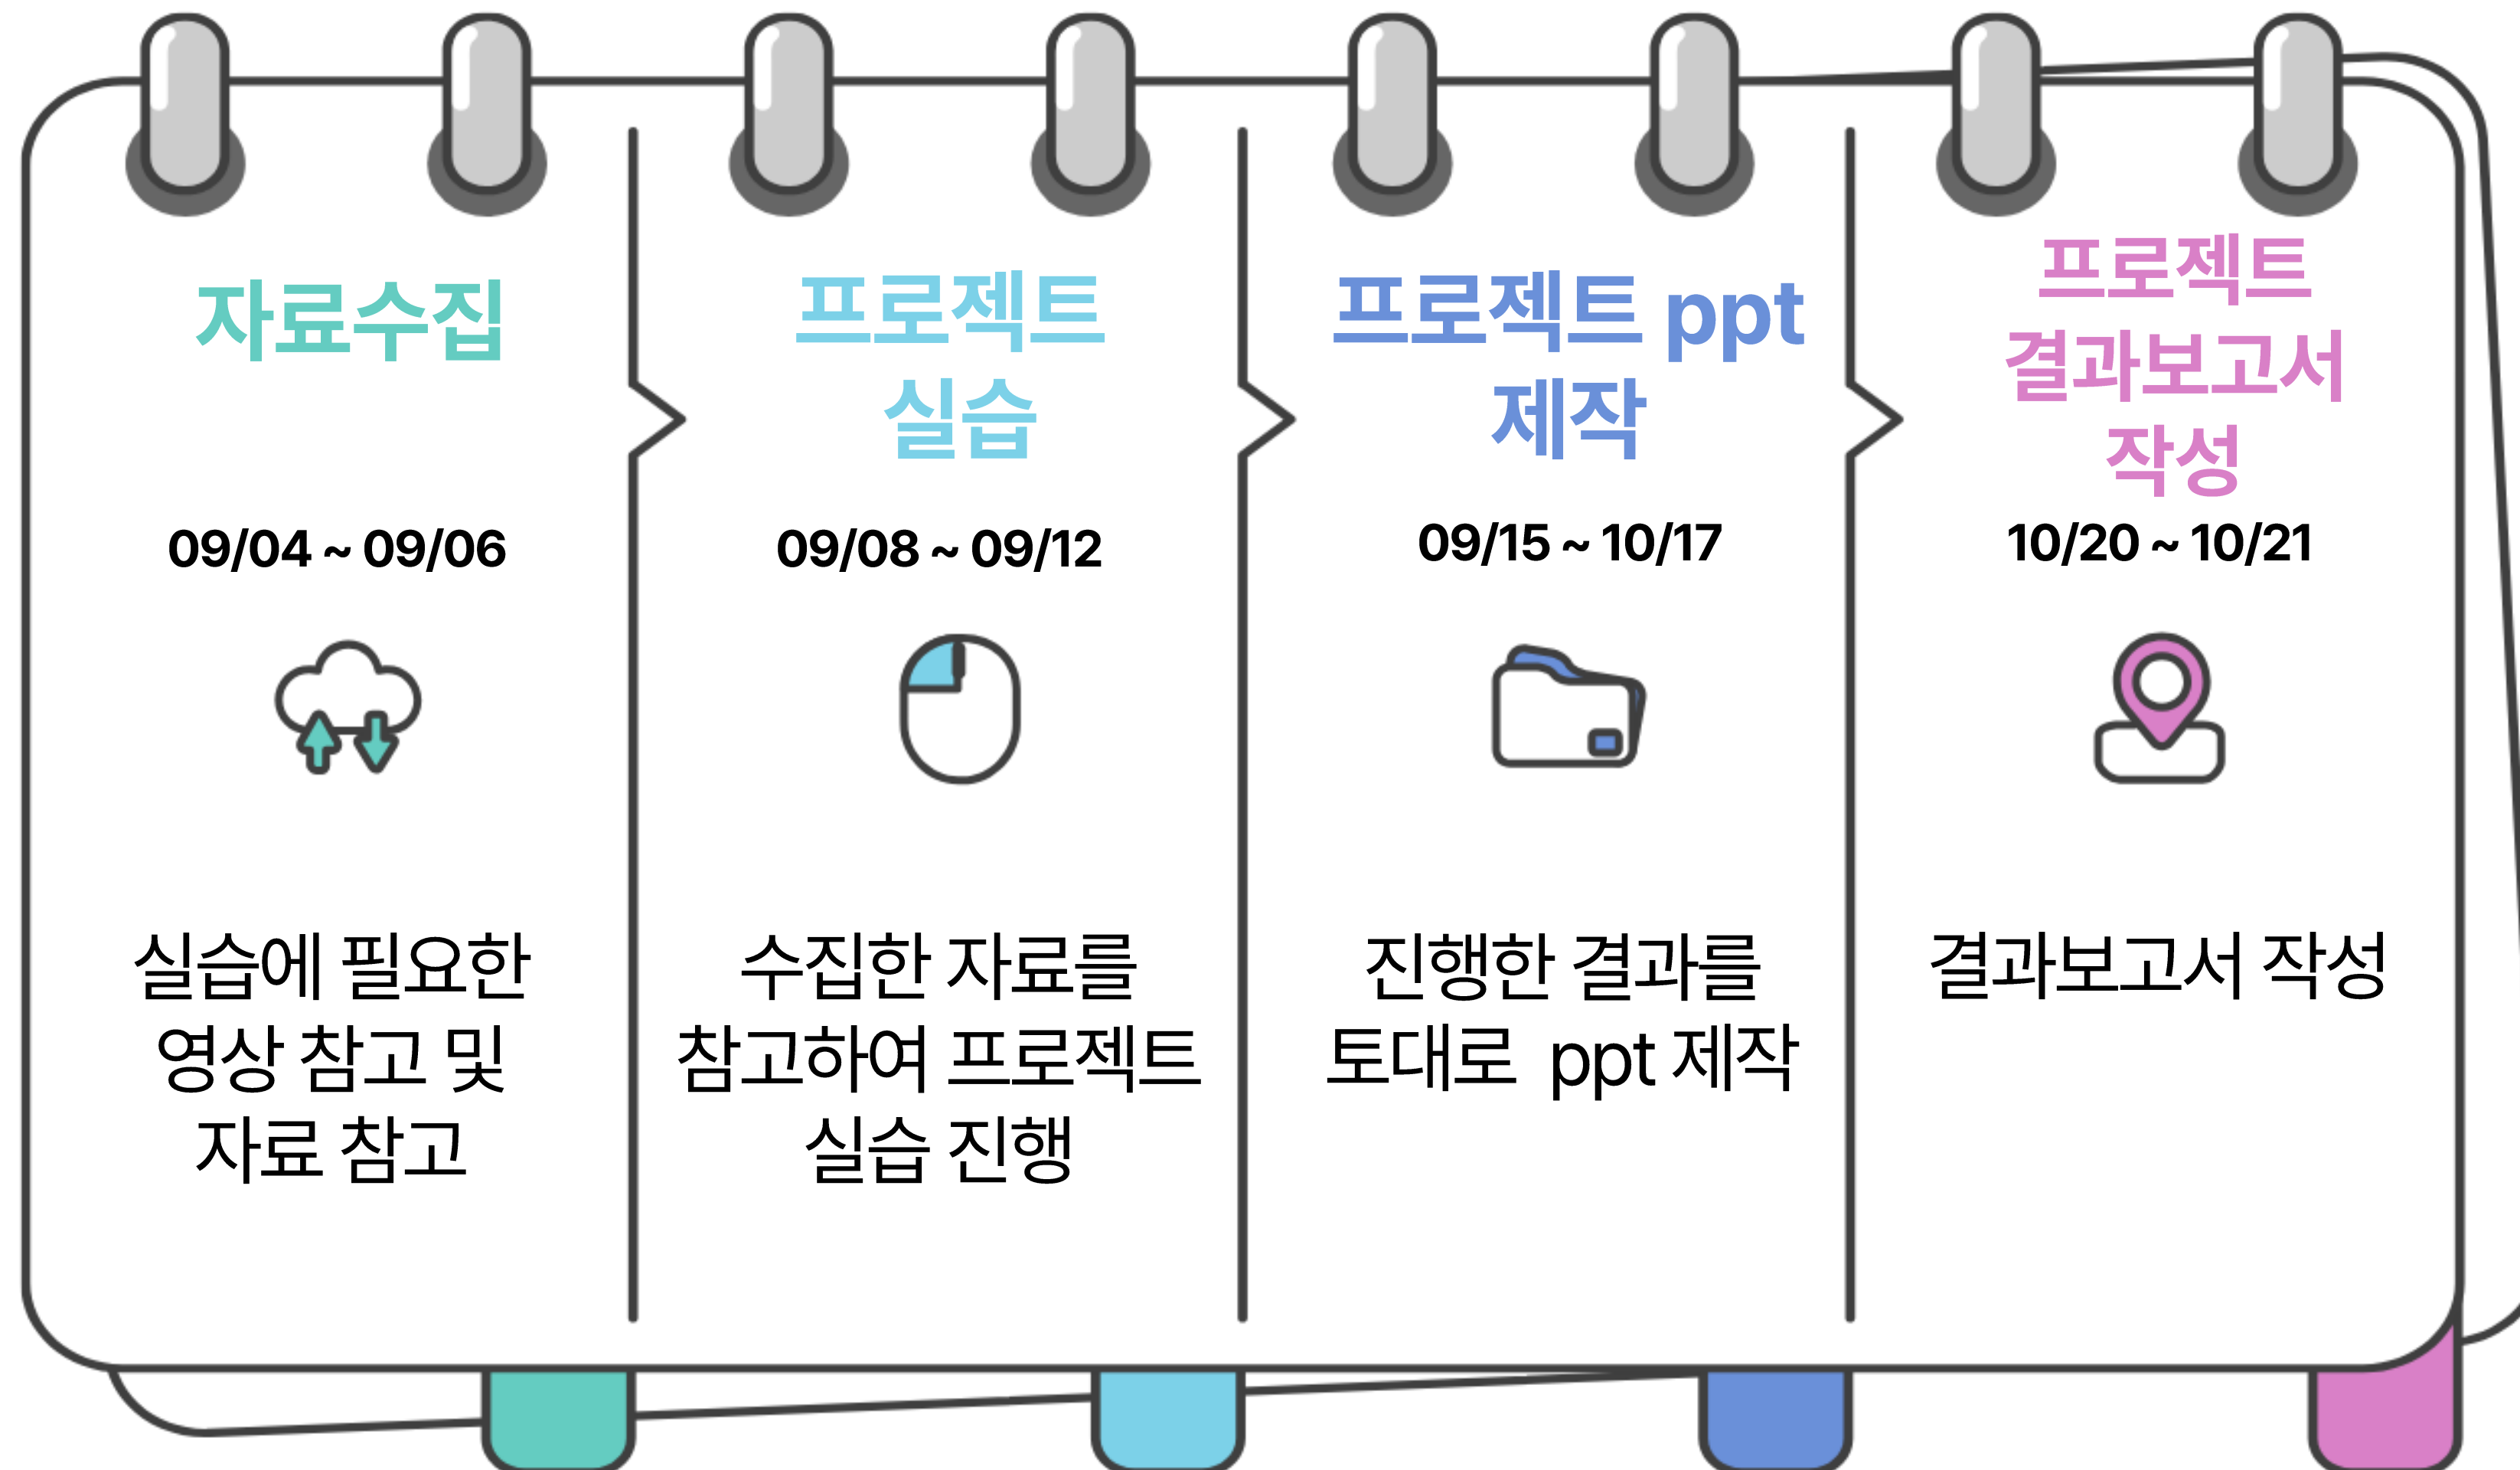 자료수집
09/04 ~ 09/06
실습에 필요한
영상 참고 및
자료 참고
프로젝트
실습
09/08 ~ 09/12
수집한 자료를
참고하여 프로젝트
실습 진행
프로젝트 ppt
제작
09/15 ~ 10/17
진행한 결과를
토대로 ppt 제작
프로젝트
결과보고서
작성
10/20 ~ 10/21
결과보고서 작성